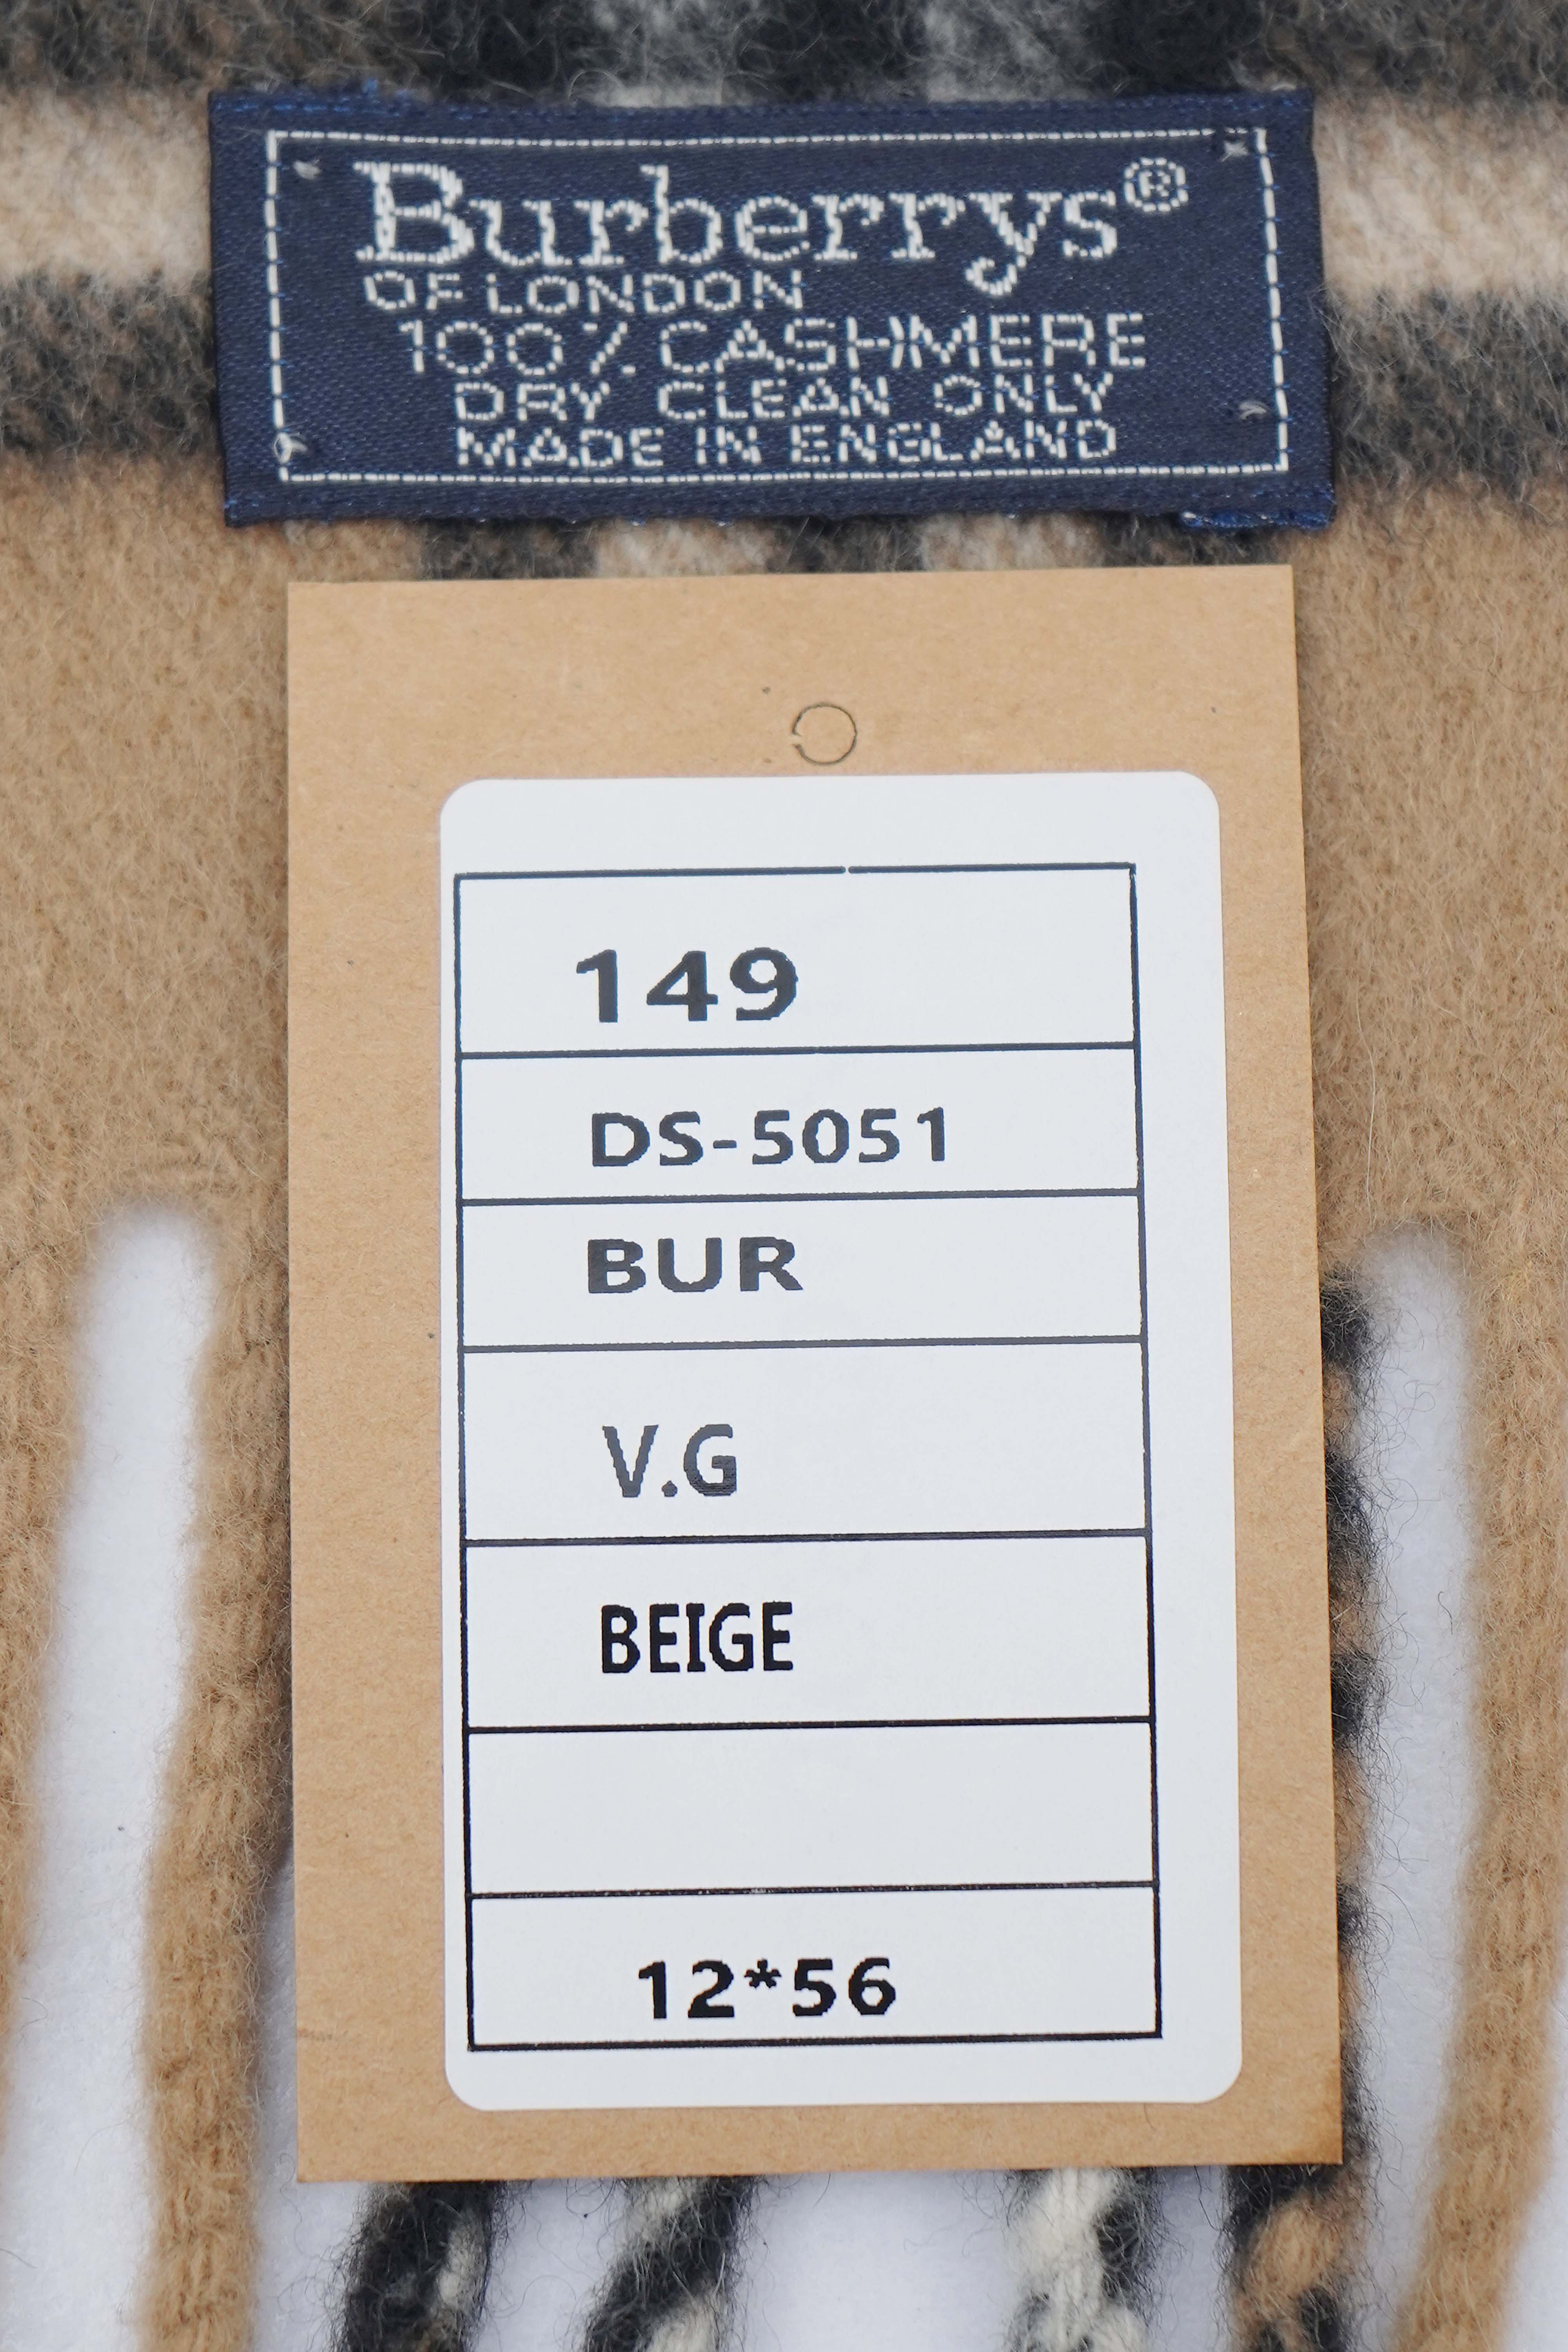 Burberrys®
OF LONDON
100% CASHMERE
DRY CLEAN ONLY
MADE IN ENGLAND
149
DS-5051
BUR
V.G
BEIGE
12*56